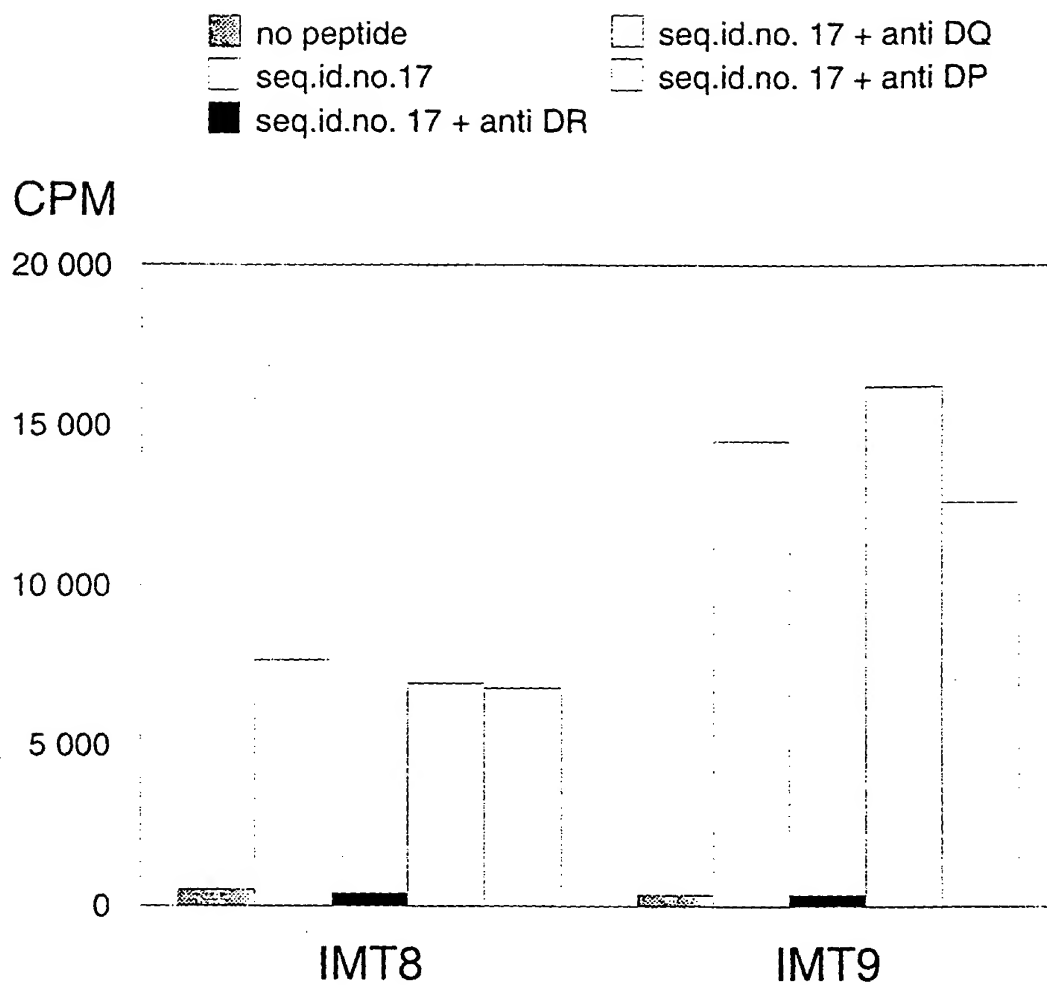 no peptide
seq.id.no.17
seq.id.no. 17 + anti DR
seq.id.no. 17 + anti DQ
seq.id.no. 17 + anti DP
CPM
20 000
15 000
10 000
5 000
0
IMT8
IMT9